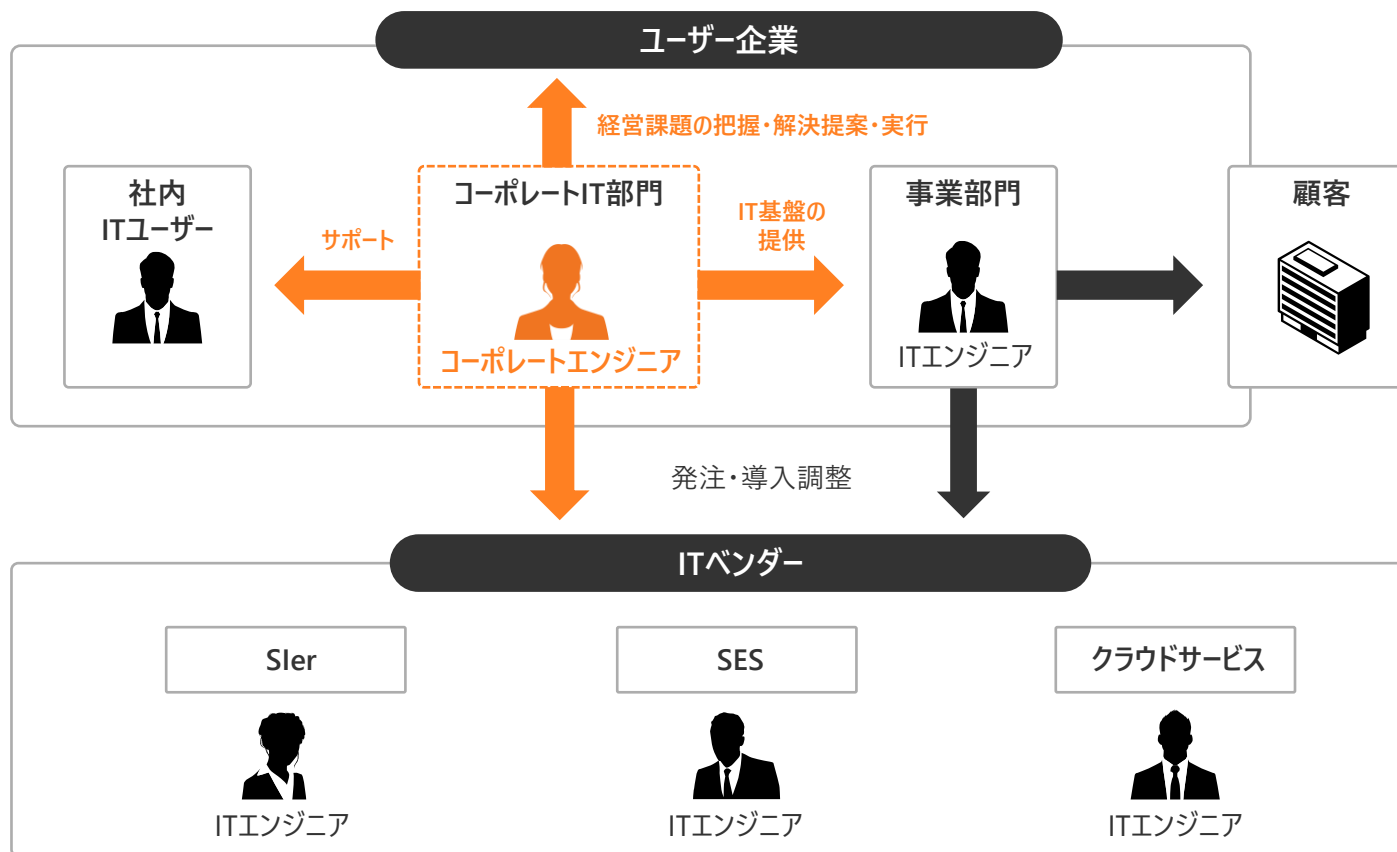 ユーザー企業
経営課題の把握・解決提案・実行
社内
ITユーザー
サポート
コーポレートIT部門
コーポレートエンジニア
IT基盤の
提供
事業部門
ITエンジニア
顧客
発注・導入調整
ITベンダー
SIer
SES
クラウドサービス
ITエンジニア
ITエンジニア
ITエンジニア